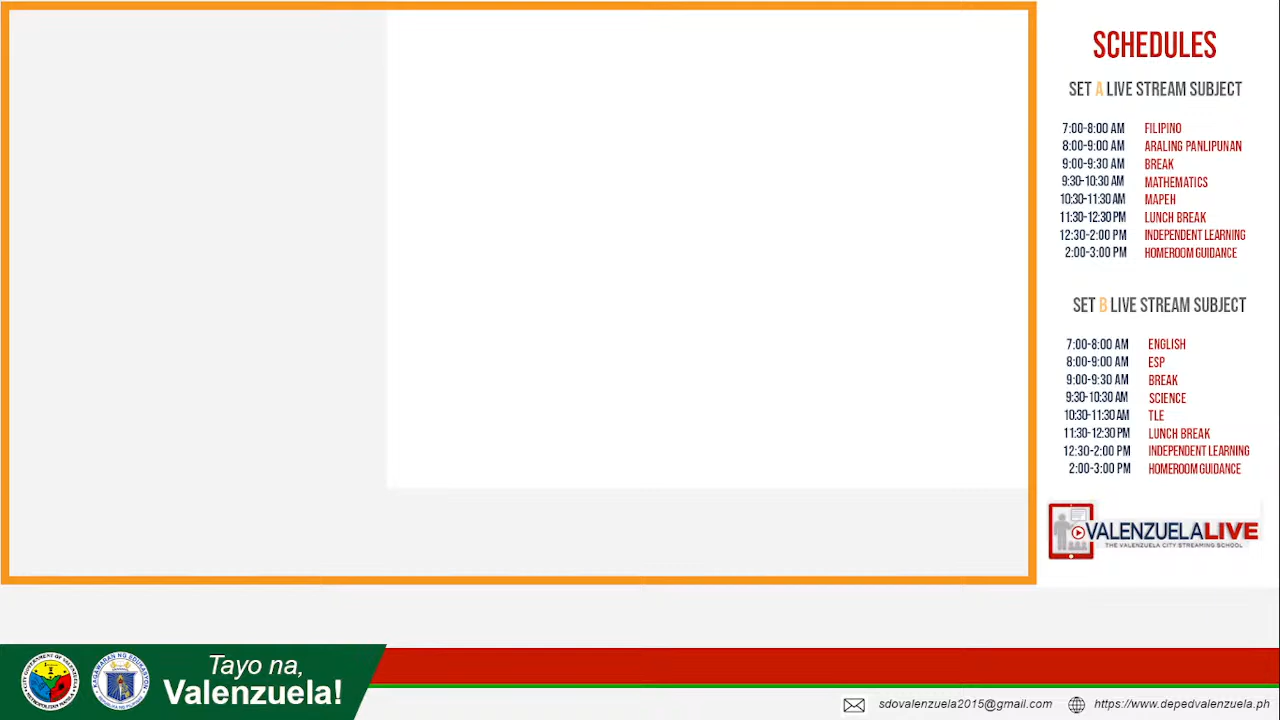 SCHEDULES
SET A LIVE STREAM SUBJECT
7:00-8:00 AM FILIPINO
8:00-9:00 AM ARALING PANLIPUNAN
9:00-9:30 AM BREAK
9:30-10:30 AM MATHEMATICS
10:30-11:30 AM MAPEH
11:30-12:30 PM LUNCH BREAK
12:30-2:00 PM INDEPENDENT LEARNING
2:00-3:00 PM HOMEROOM GUIDANCE
SET B LIVE STREAM SUBJECT
7:00-8:00 AM ENGLISH
8:00-9:00 AM ESP
9:00-9:30 AM BREAK
9:30-10:30 AM SCIENCE
10:30-11:30 AM TLE
11:30-12:30 PM LUNCH BREAK
12:30-2:00 PM INDEPENDENT LEARNING
2:00-3:00 PM HOMEROOM GUIDANCE
VALENZUELALIVE
THE VALENZUELA CITY STREAMING SCHOOL
Tayo na,
Valenzuela!
sdovalenzuela2015@gmail.com
https://www.depedvalenzuela.ph